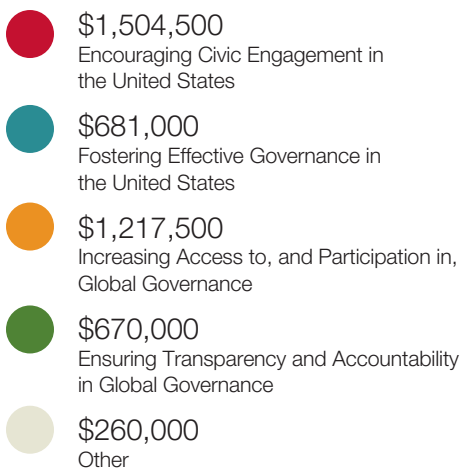 $1,504,500
Encouraging Civic Engagement in
the United States
$681,000
Fostering Effective Governance in
the United States
$1,217,500
Increasing Access to, and Participation in,
Global Governance
$670,000
Ensuring Transparency and Accountability
in Global Governance
$260,000
Other